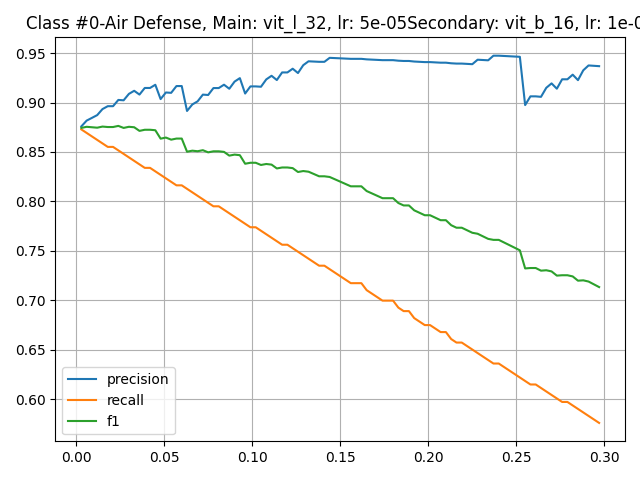 Class #0-Air Defense, Main: vit_l_32, lr: 5e-05Secondary: vit_b_16, lr: 1e-0
0.95
0.90
0.85
0.80
0.75
0.70
0.65
0.60
precision
recall
f1
0.00 0.05 0.10 0.15 0.20 0.25 0.30